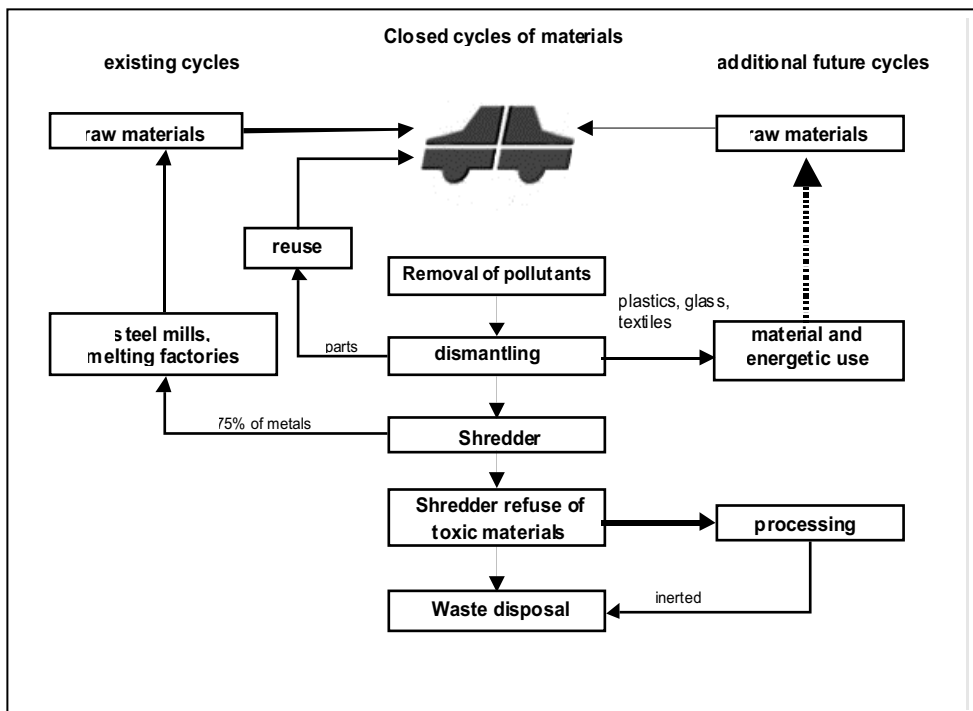 Closed cycles of materials
existing cycles
additional future cycles
raw materials
raw materials
reuse
Removal of pollutants
plastics, glass,
textiles
steel mills,
melting factories
parts
dismantling
material and
energetic use
75% of metals
Shredder
Shredder refuse of
toxic materials
processing
Waste disposal
inerted